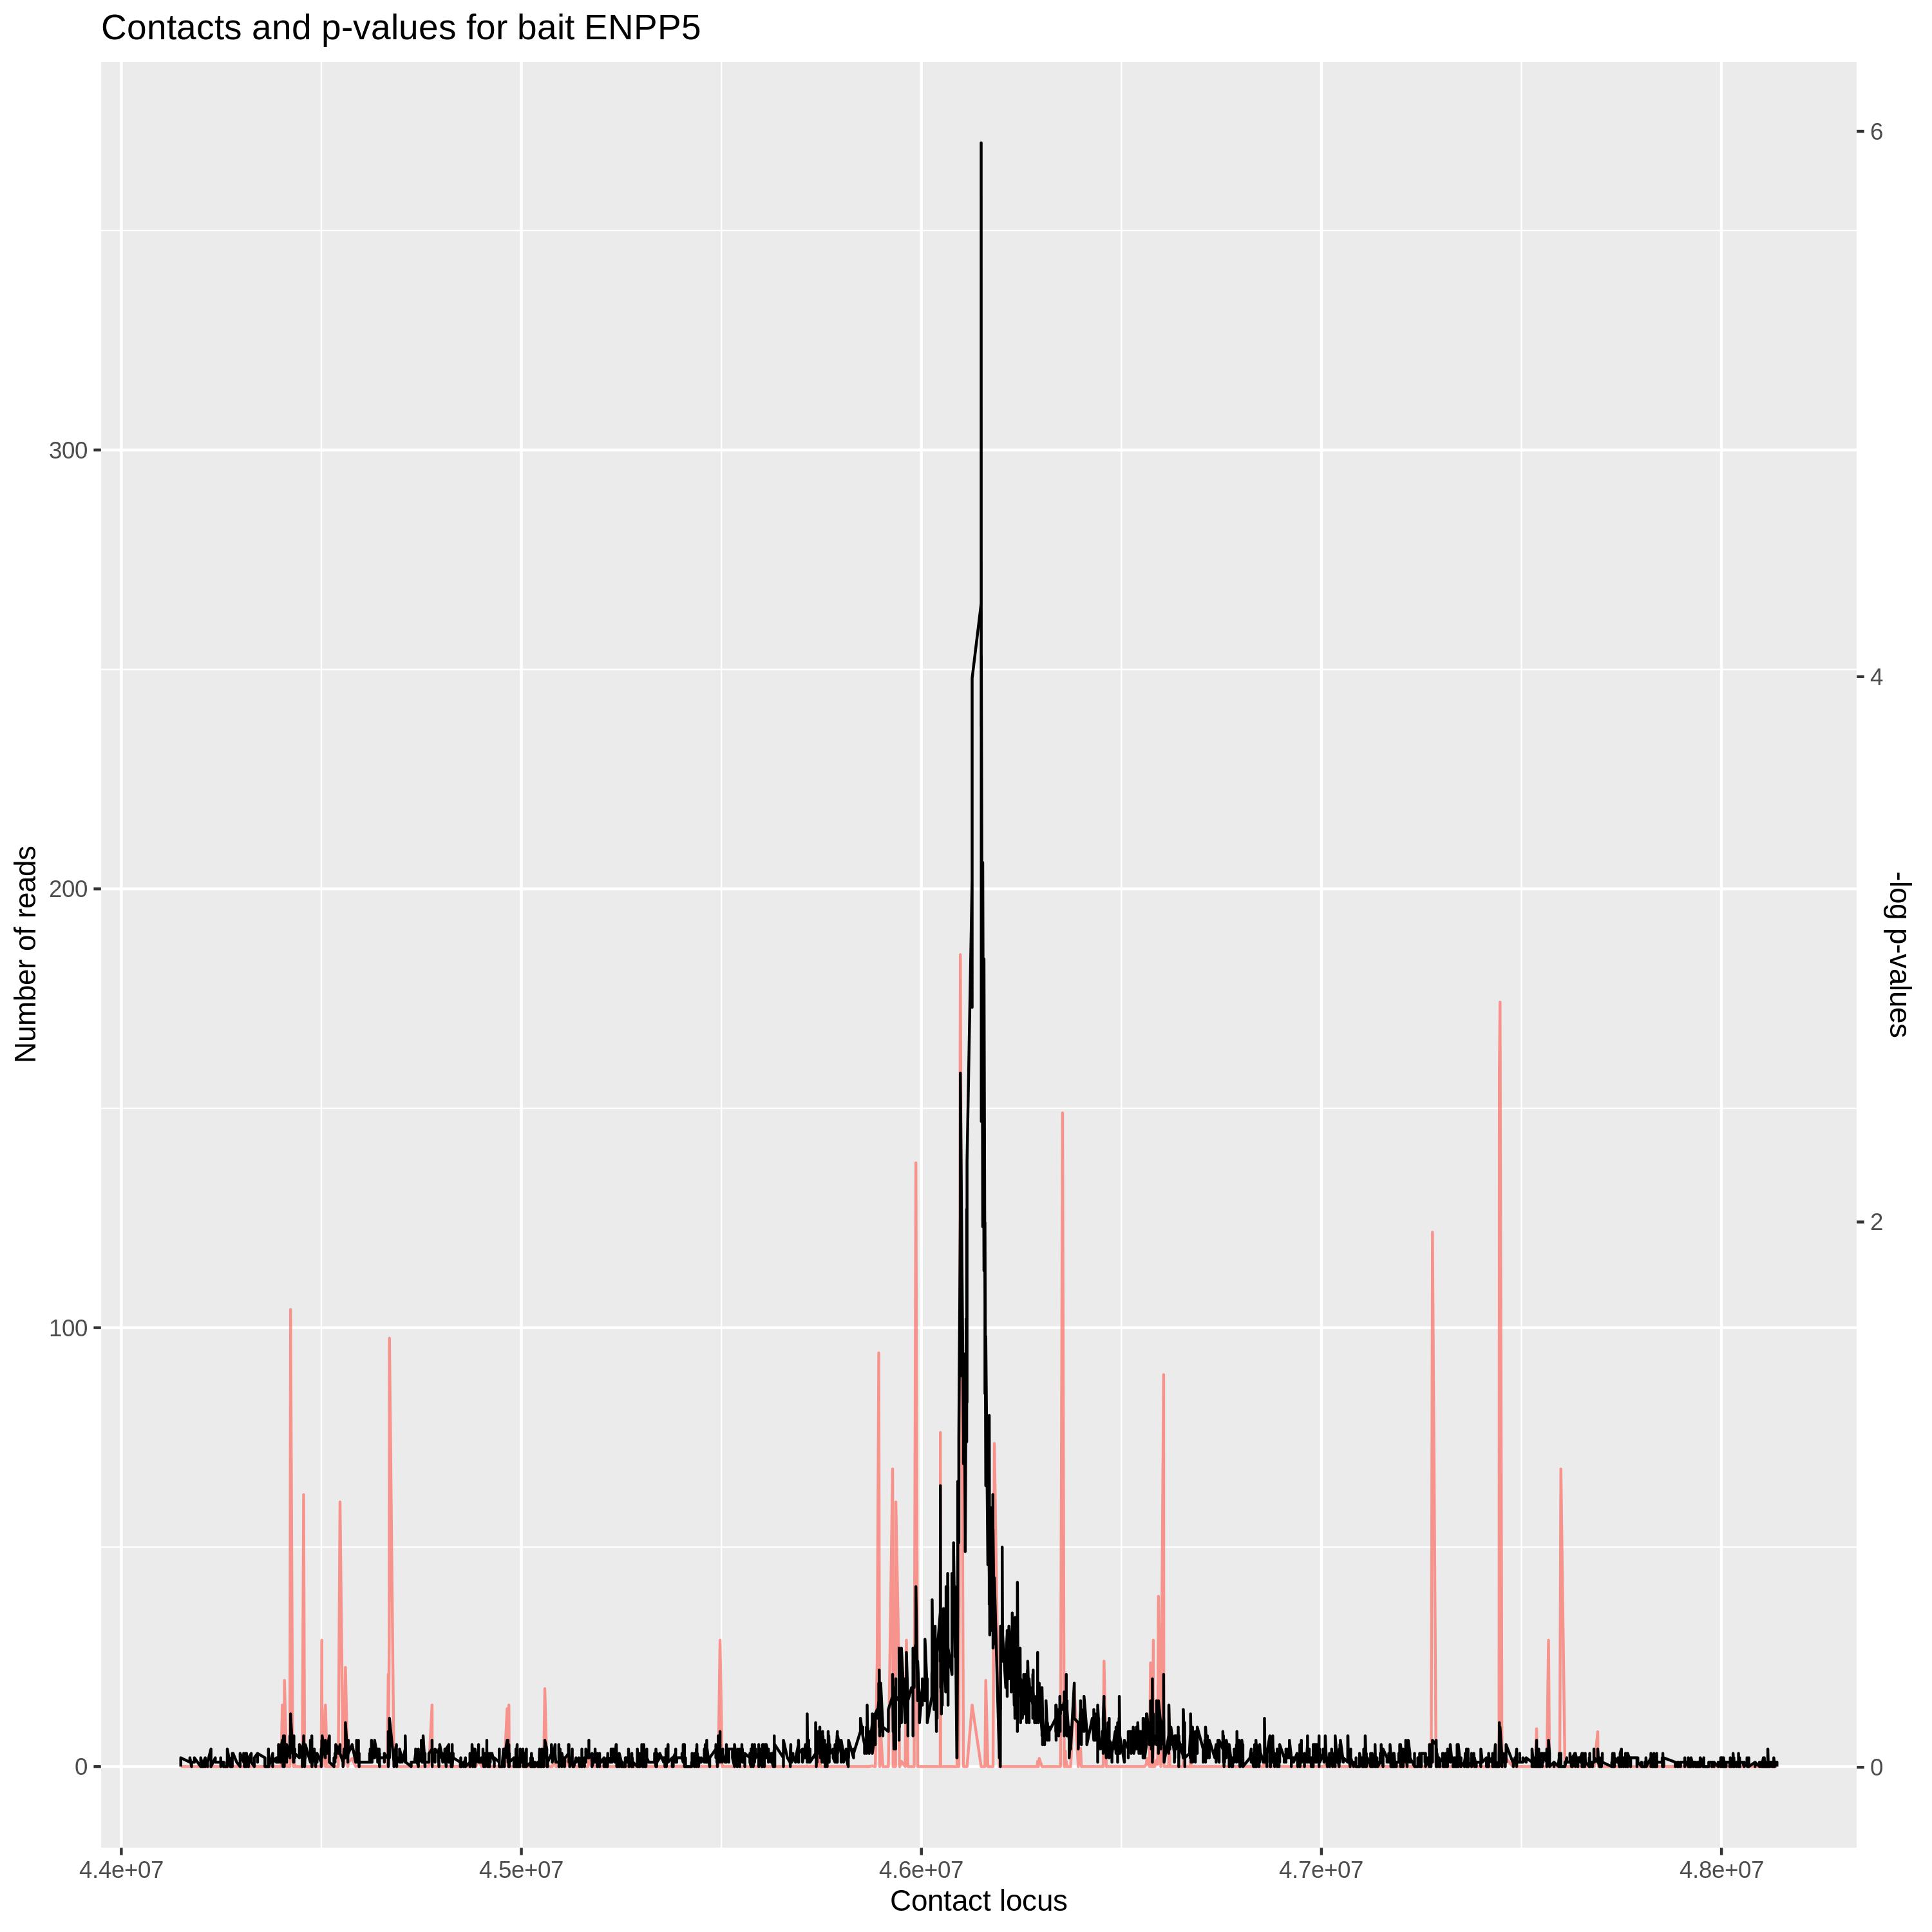 Contacts and p-values for bait ENPP5
6
300
4
200
Number of reads
-log p-values
2
100
0
0
4.4e+07 4.5e+07 4.6e+07 4.7e+07 4.8e+07
Contact locus